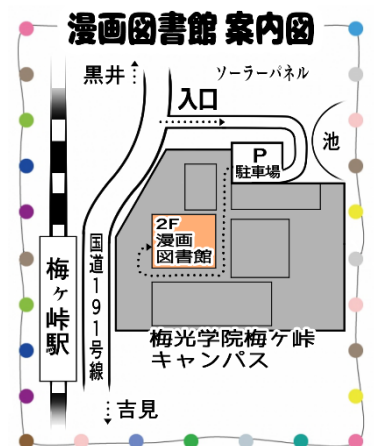 漫画図書館 案内図
黒井
ソーラーパネル
入口
池
P
駐車場
2F
漫画
図書館
国道191号線
梅ヶ峠駅
梅光学院梅ケ峠
キャンパス
吉見